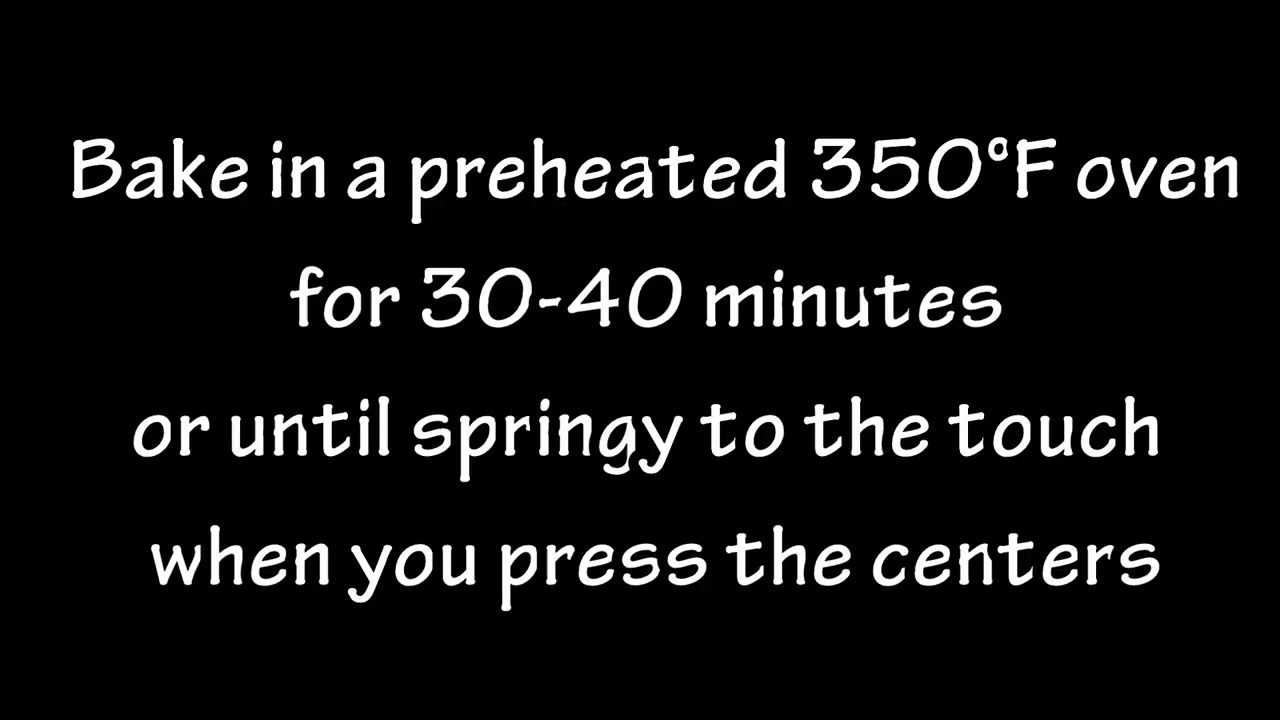 Bake in a preheated 350°F oven
for 30-40 minutes
or until springy to the touch
when you press the centers